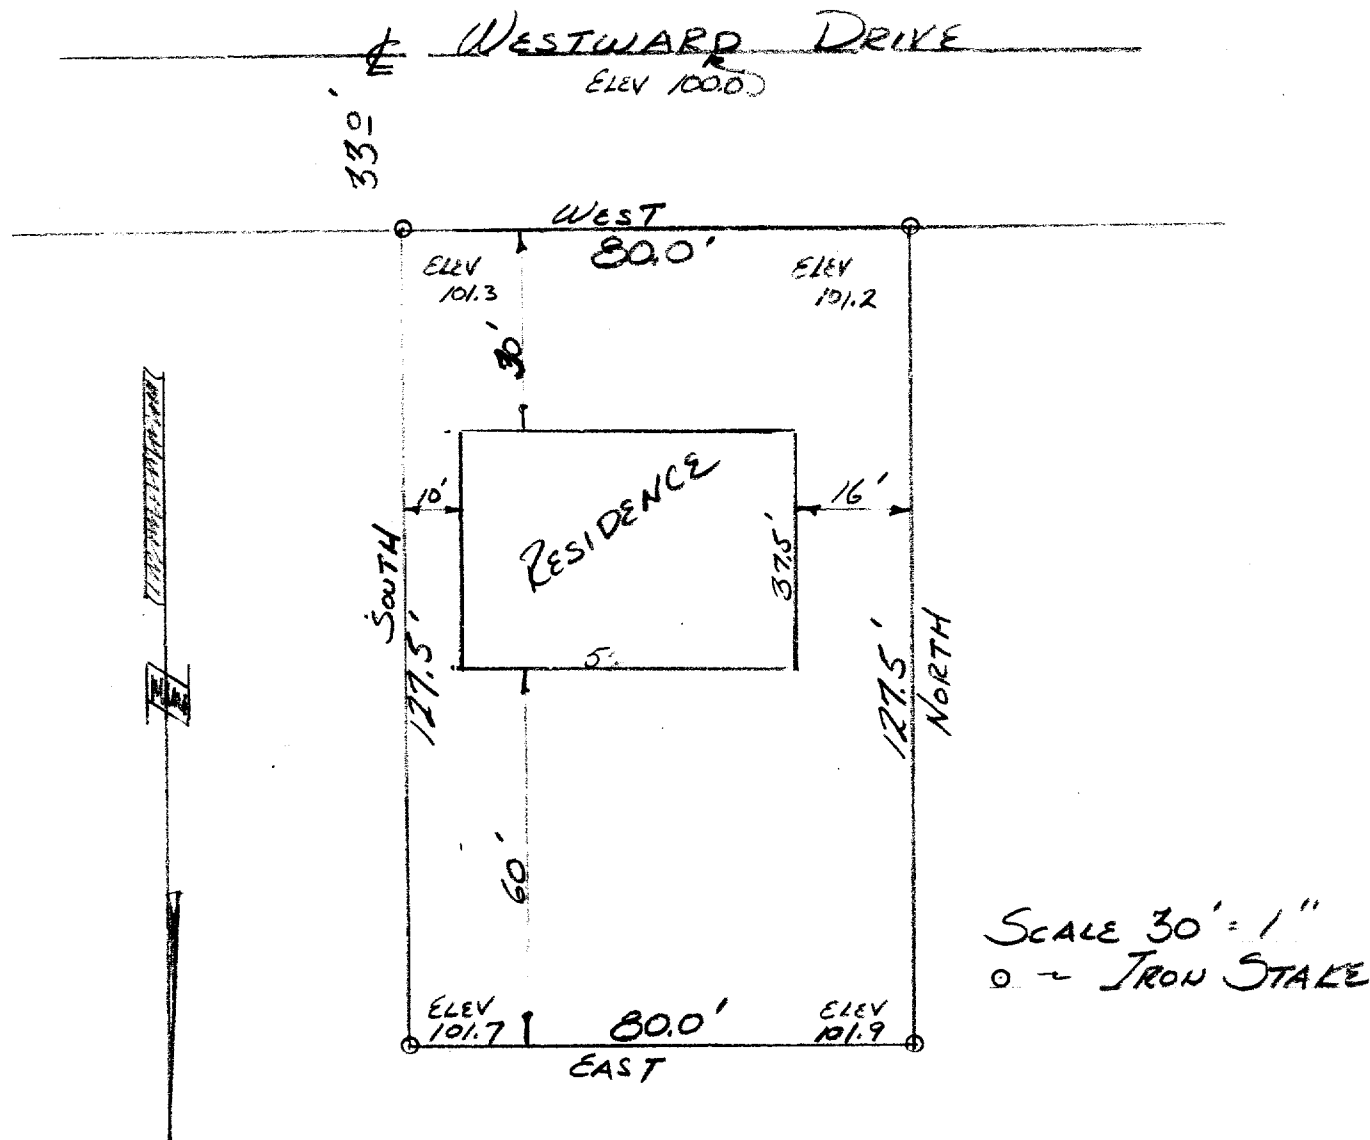 ℄ WESTWARD DRIVE
ELEV 100.0
33.0'
WEST
80.0'
ELEV
101.3
ELEV
101.2
30'
10'
RESIDENCE
16'
37.5'
SOUTH
127.5'
127.5'
NORTH
N
60'
SCALE 30' = 1"
o ~ IRON STAKE
ELEV
101.7
80.0'
ELEV
101.9
EAST